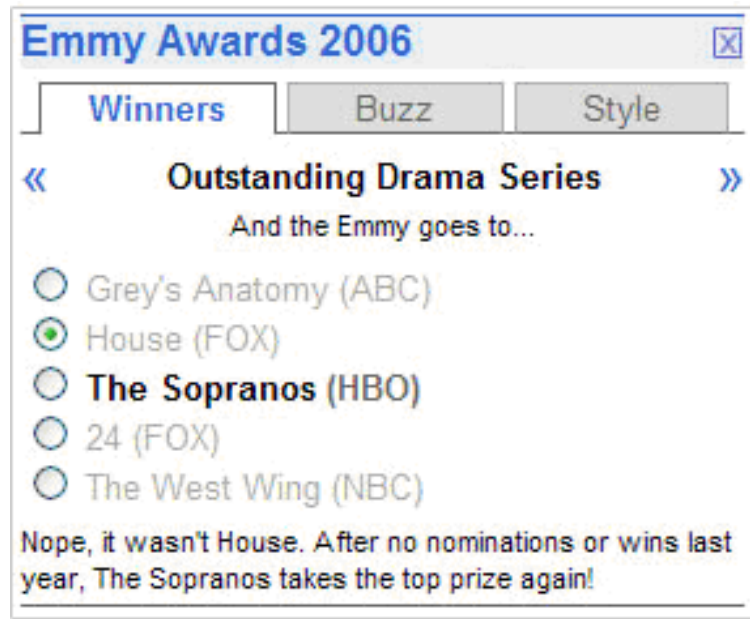 Emmy Awards 2006 X
Winners Buzz Style
« Outstanding Drama Series »
And the Emmy goes to...
Grey's Anatomy (ABC)
House (FOX)
The Sopranos (HBO)
24 (FOX)
The West Wing (NBC)
Nope, it wasn't House. After no nominations or wins last
year, The Sopranos takes the top prize again!